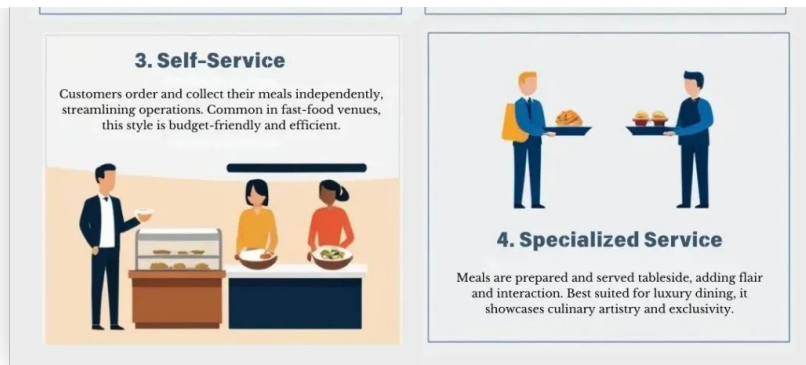 3. Self-Service
Customers order and collect their meals independently,
streamlining operations. Common in fast-food venues,
this style is budget-friendly and efficient.
4. Specialized Service
Meals are prepared and served tableside, adding flair
and interaction. Best suited for luxury dining, it
showcases culinary artistry and exclusivity.